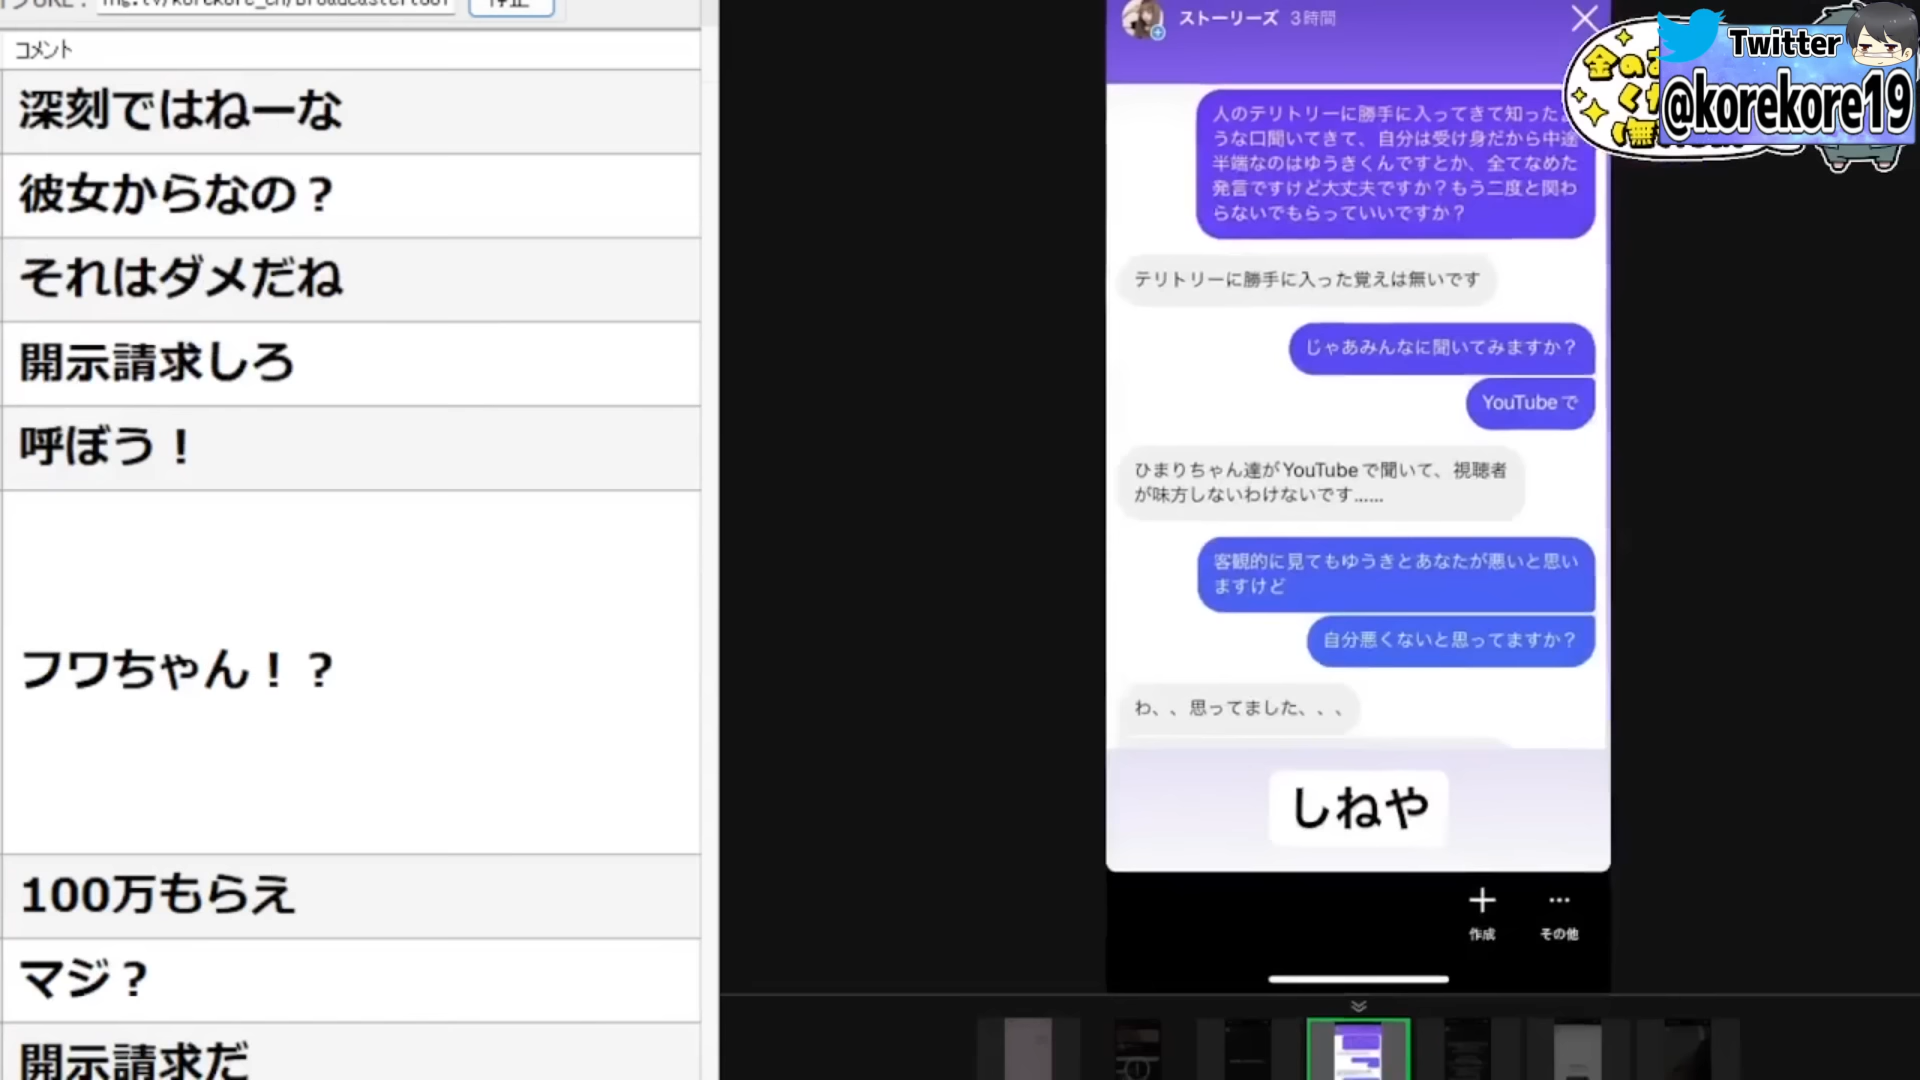 コメント
深刻ではねーな
彼女からなの？
それはダメだね
開示請求しろ
呼ぼう！
フワちゃん！？
100万もらえ
マジ？
開示請求だ
ストーリーズ 3時間
人のテリトリーに勝手に入ってきて知ったよ
うな口聞いてきて、自分は受け身だから中途
半端なのはゆうきくんですとか、全てなめた
発言ですけど大丈夫ですか？もう二度と関わ
らないでもらっていいですか？
テリトリーに勝手に入った覚えは無いです
じゃあみんなに聞いてみますか？
YouTubeで
ひまりちゃん達がYouTubeで聞いて、視聴者
が味方しないわけないです......
客観的に見てもゆうきとあなたが悪いと思い
ますけど
自分悪くないと思ってますか？
わ、、思ってました、、、
しねや
作成
その他
Twitter
@korekore19